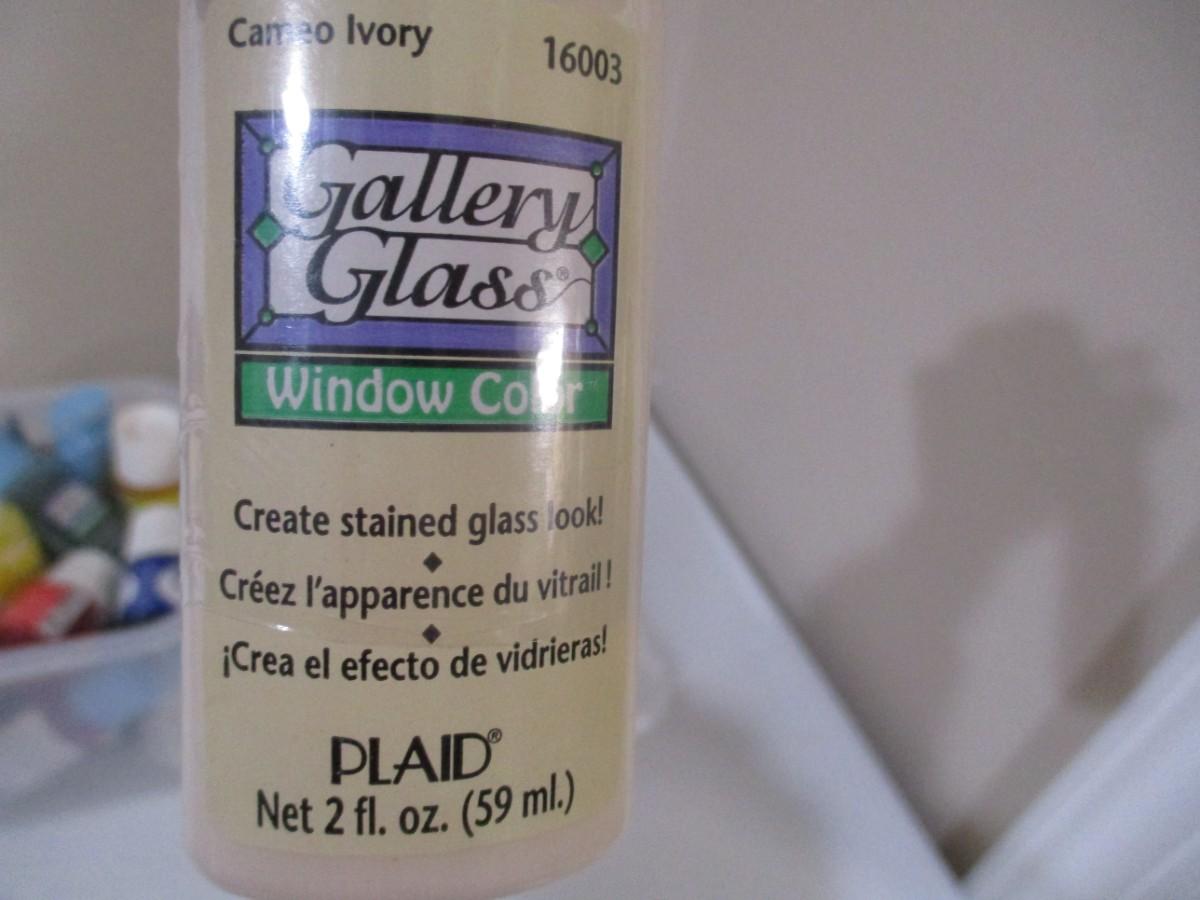 Cameo Ivory
16003
Gallery
Glass®
Window Color™
Create stained glass look!
Créez l'apparence du vitrail !
¡Crea el efecto de vidrieras!
PLAID®
Net 2 fl. oz. (59 ml.)